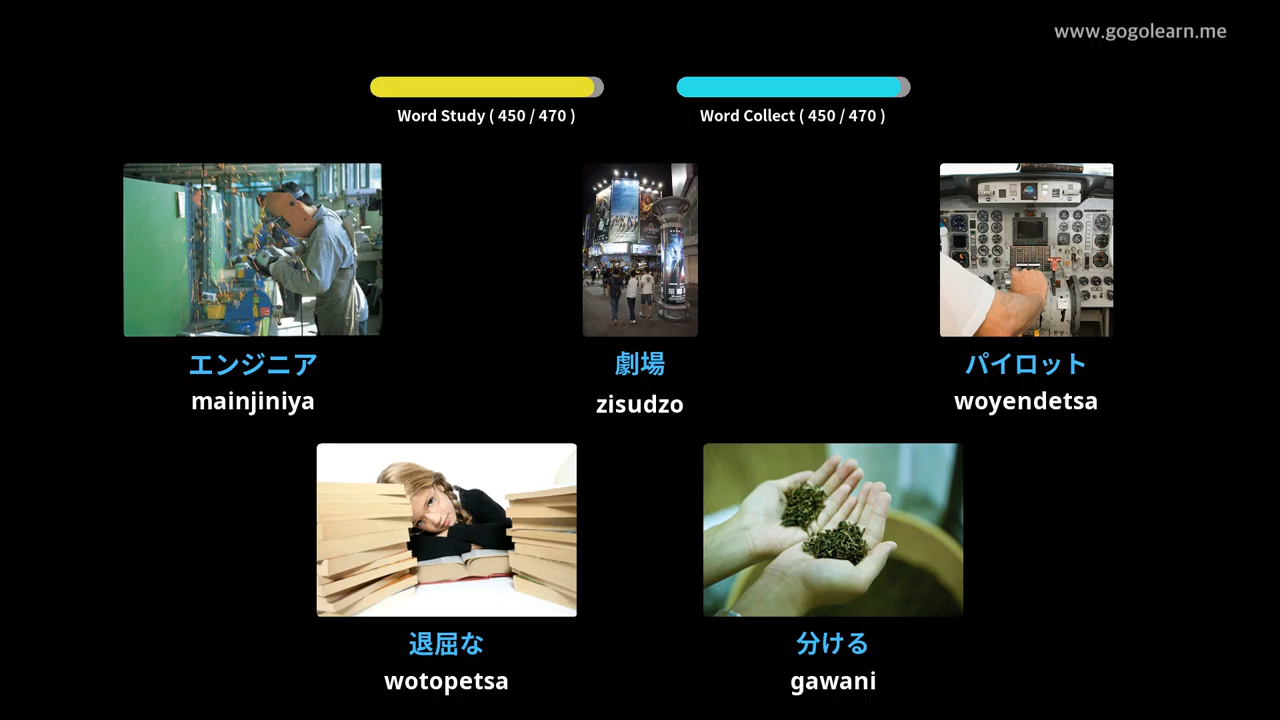 www.gogolearn.me
Word Study ( 450 / 470 )
Word Collect ( 450 / 470 )
エンジニア
mainjiniya
劇場
zisudzo
パイロット
woyendetsa
退屈な
wotopetsa
分ける
gawani